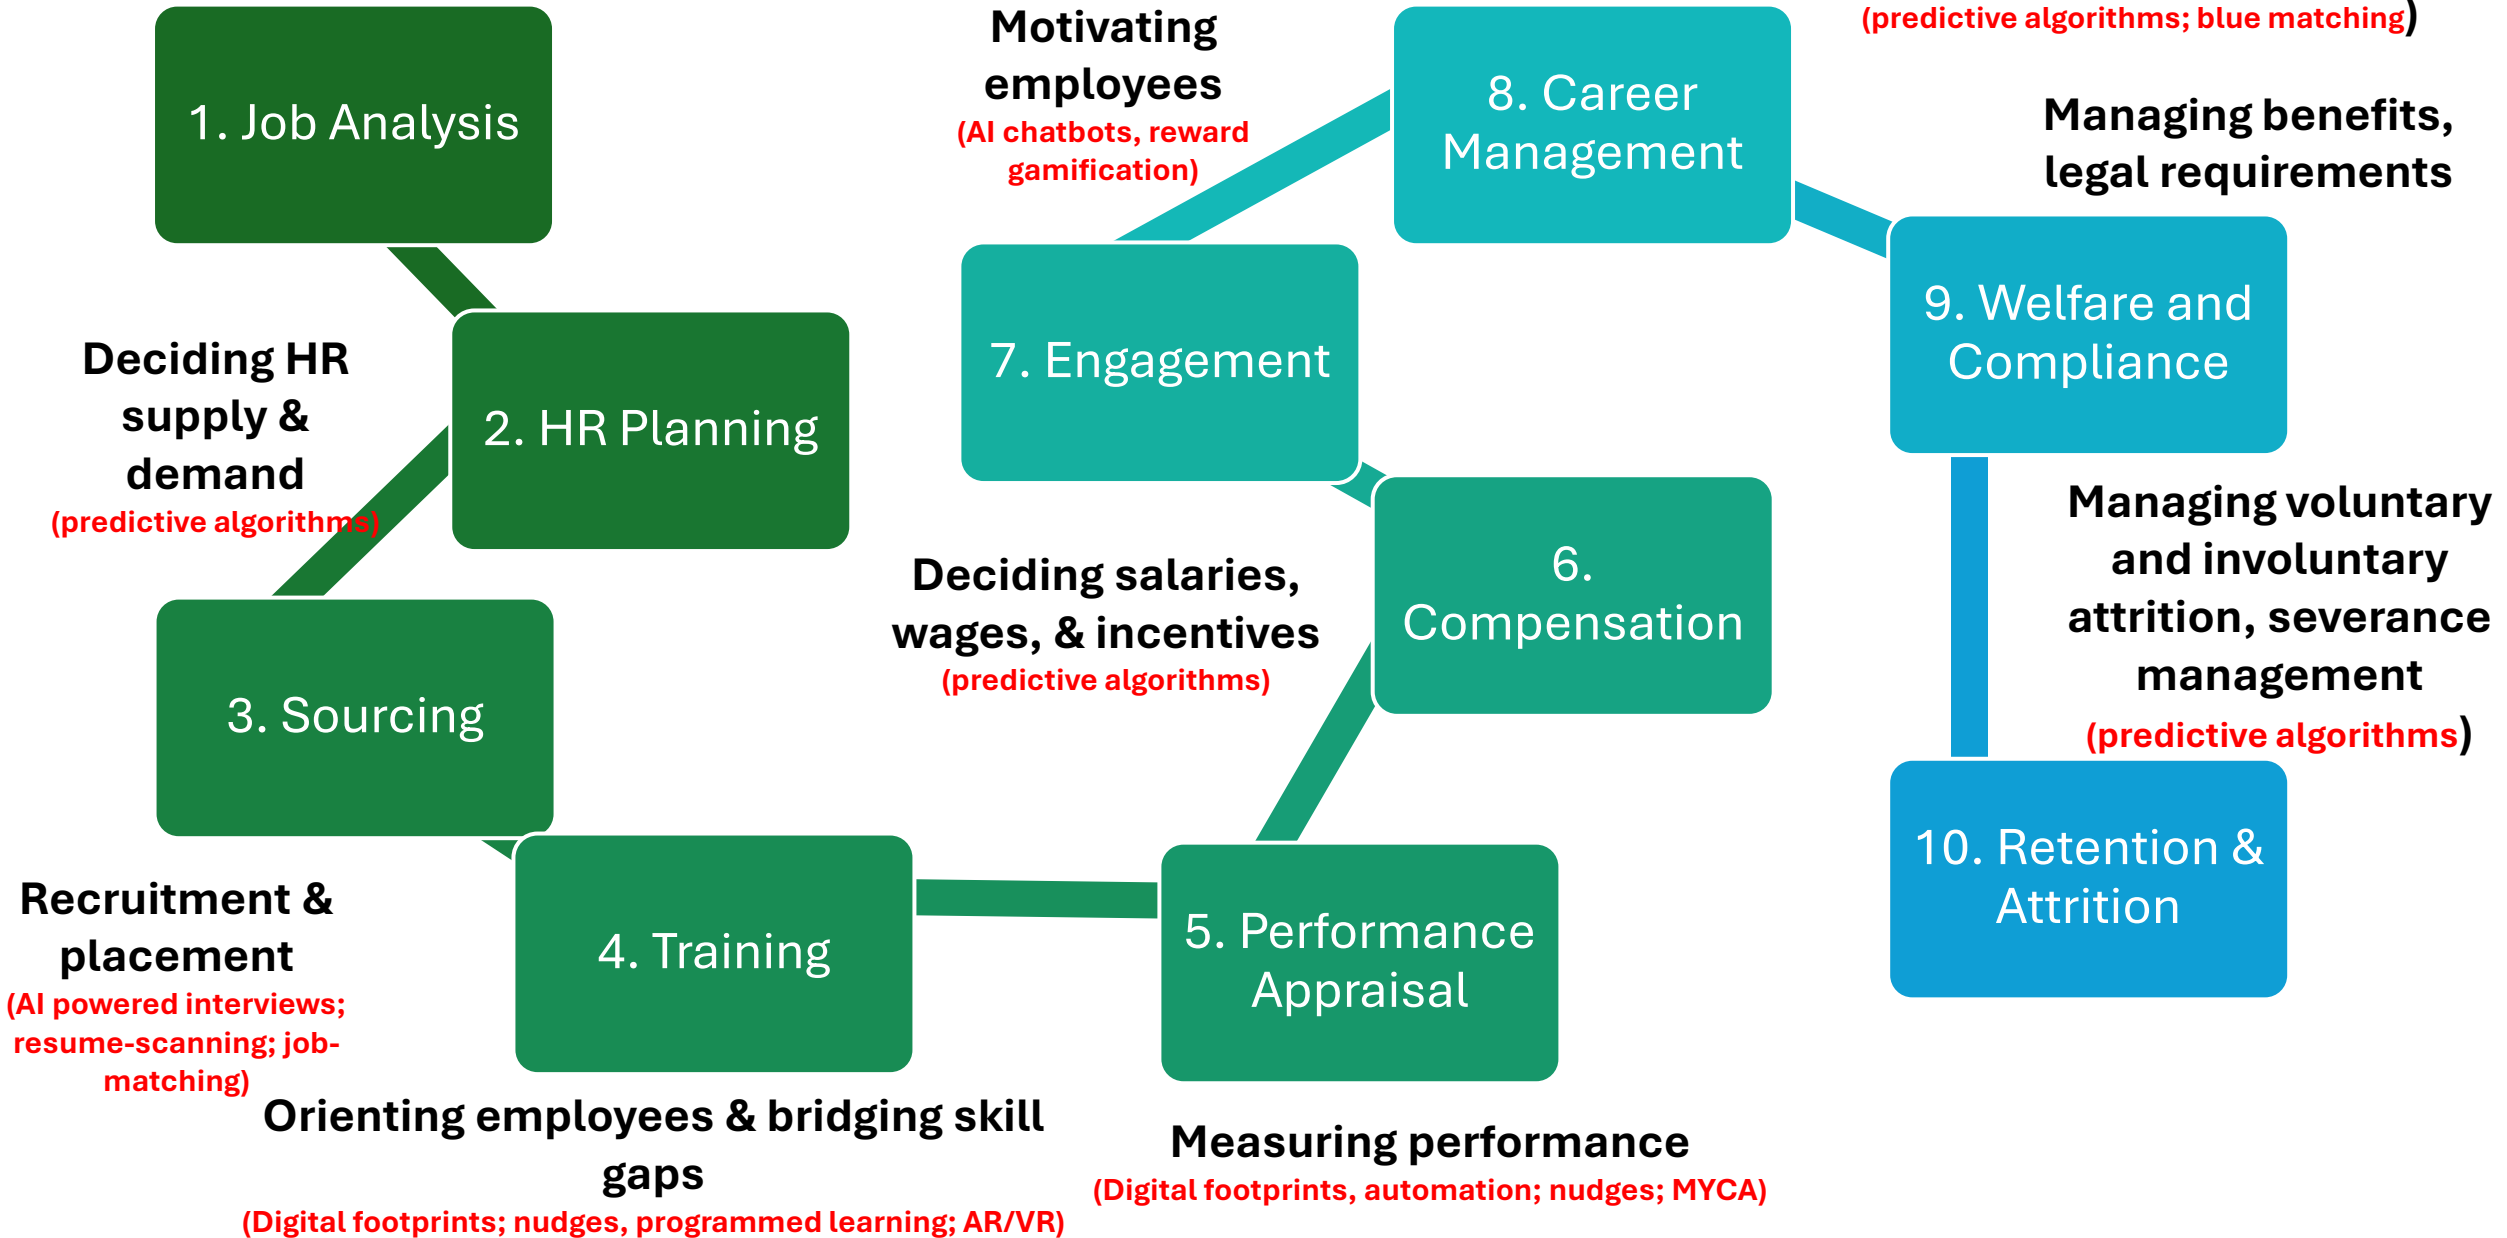 1. Job Analysis
Deciding HR
supply &
demand
(predictive algorithms)
2. HR Planning
3. Sourcing
Recruitment &
placement
(AI powered interviews;
resume-scanning; job-
matching)
4. Training
Orienting employees & bridging skill
gaps
(Digital footprints; nudges, programmed learning; AR/VR)
5. Performance
Appraisal
Measuring performance
(Digital footprints, automation; nudges; MYCA)
6.
Compensation
Deciding salaries,
wages, & incentives
(predictive algorithms)
7. Engagement
Motivating
employees
(AI chatbots, reward
gamification)
8. Career
Management
(predictive algorithms; blue matching)
9. Welfare and
Compliance
Managing benefits,
legal requirements
10. Retention &
Attrition
Managing voluntary
and involuntary
attrition, severance
management
(predictive algorithms)